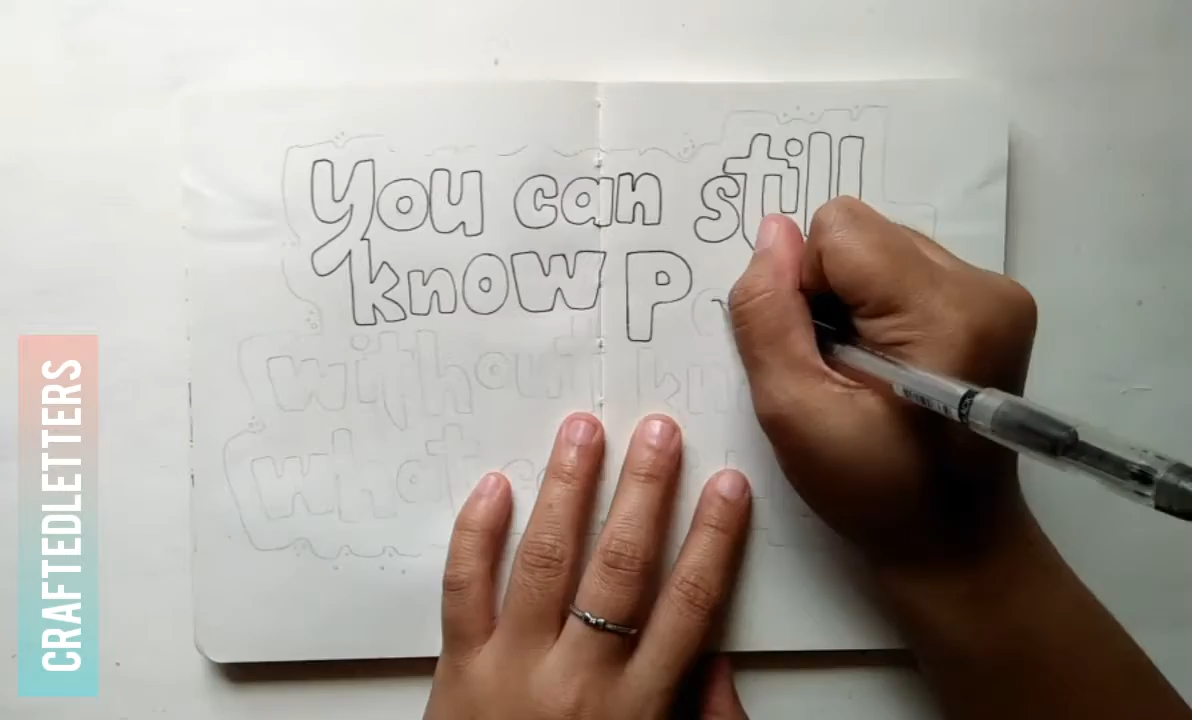 You can still
know P
without
what
CRAFTEDLETTERS